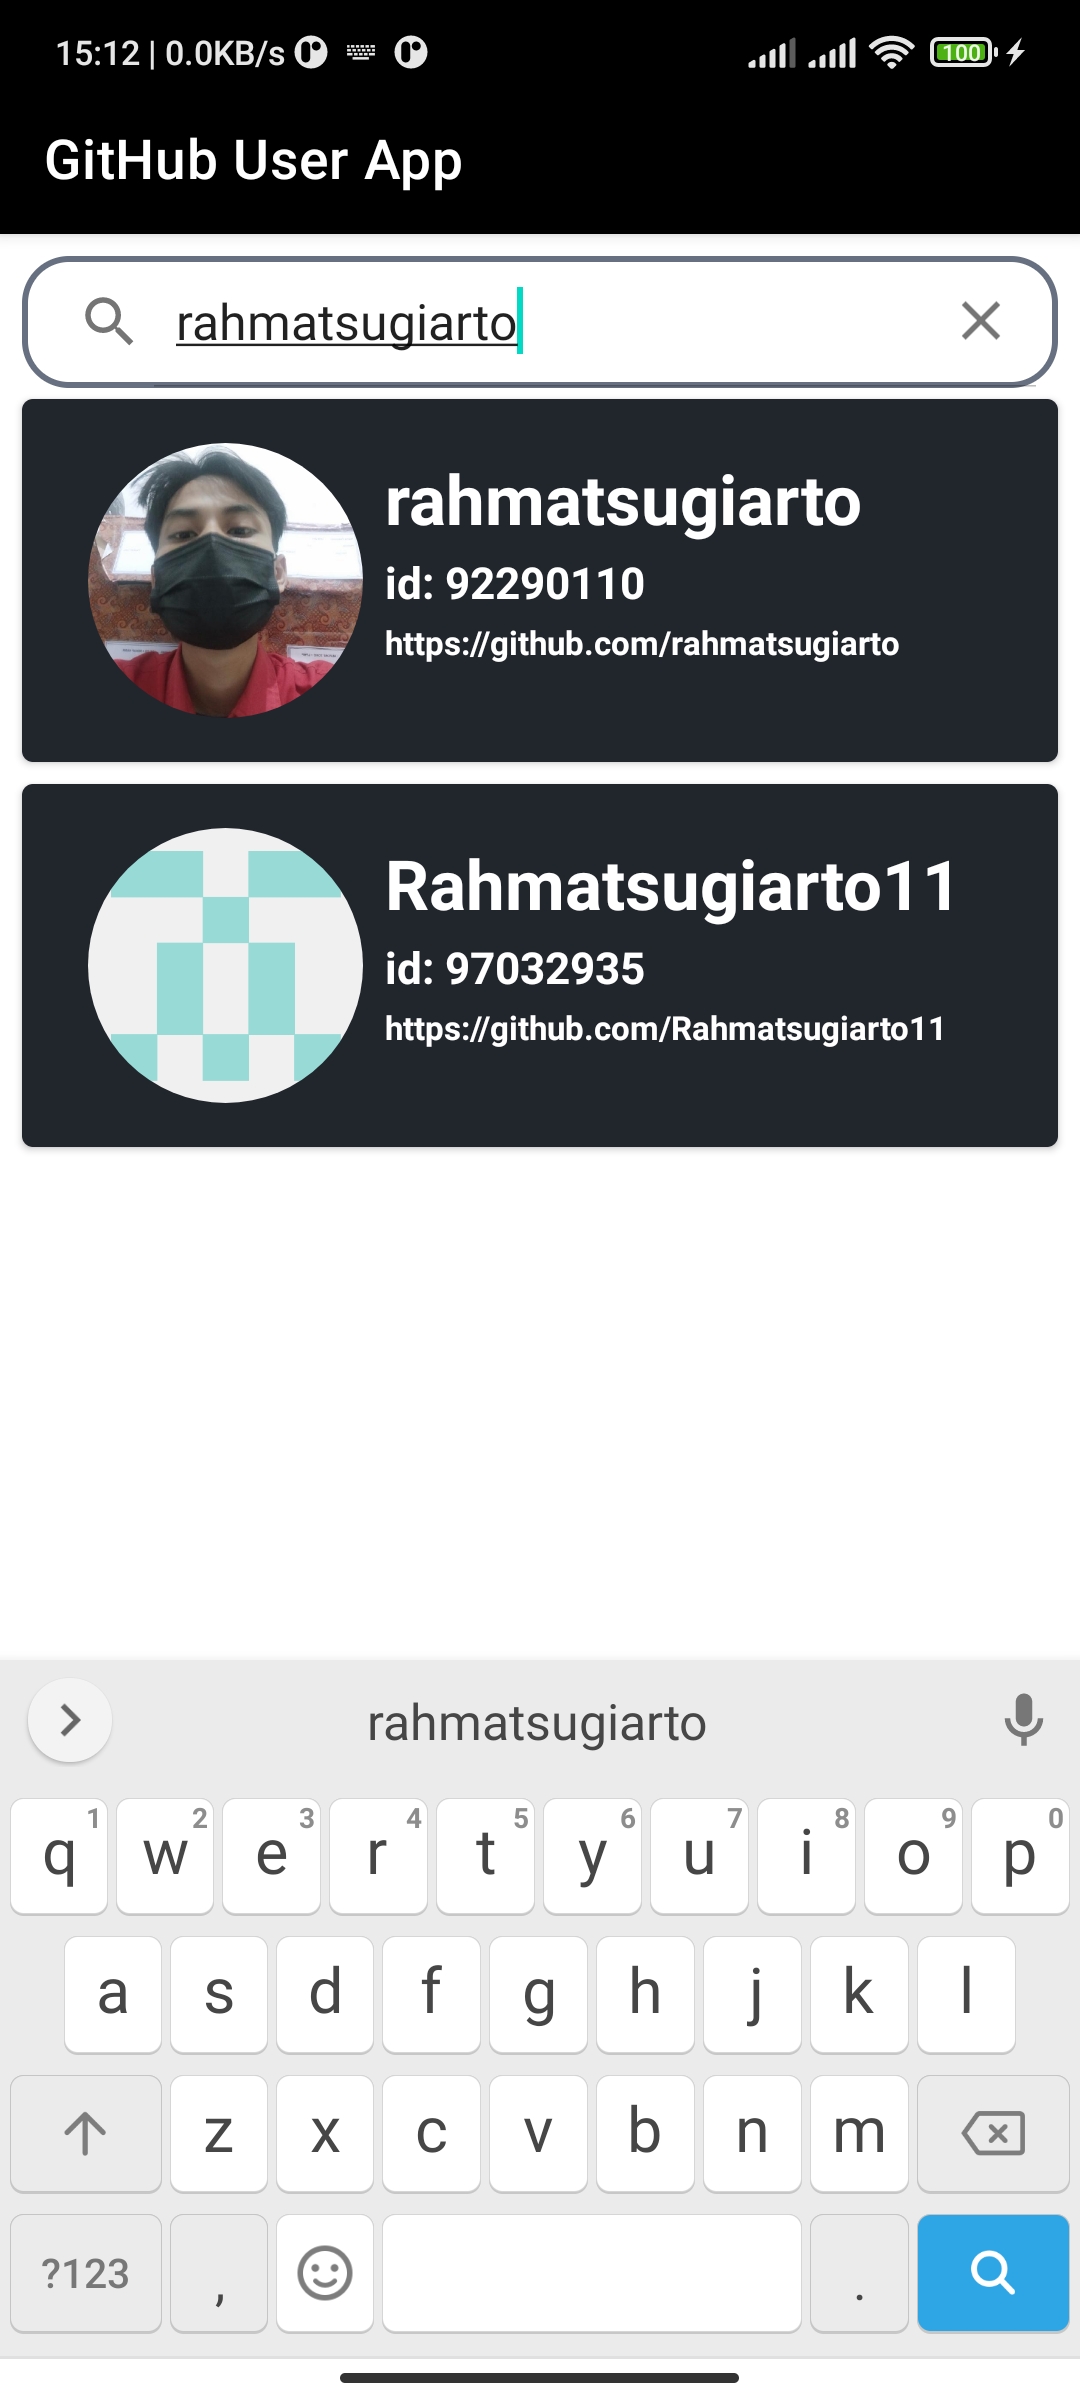 15:12 | 0.0KB/s 100
GitHub User App
rahmatsugiarto
rahmatsugiarto
id: 92290110
https://github.com/rahmatsugiarto
Rahmatsugiarto11
id: 97032935
https://github.com/Rahmatsugiarto11
rahmatsugiarto
1 2 3 4 5 6 7 8 9 0
q w e r t y u i o p
a s d f g h j k l
z x c v b n m
?123 , .